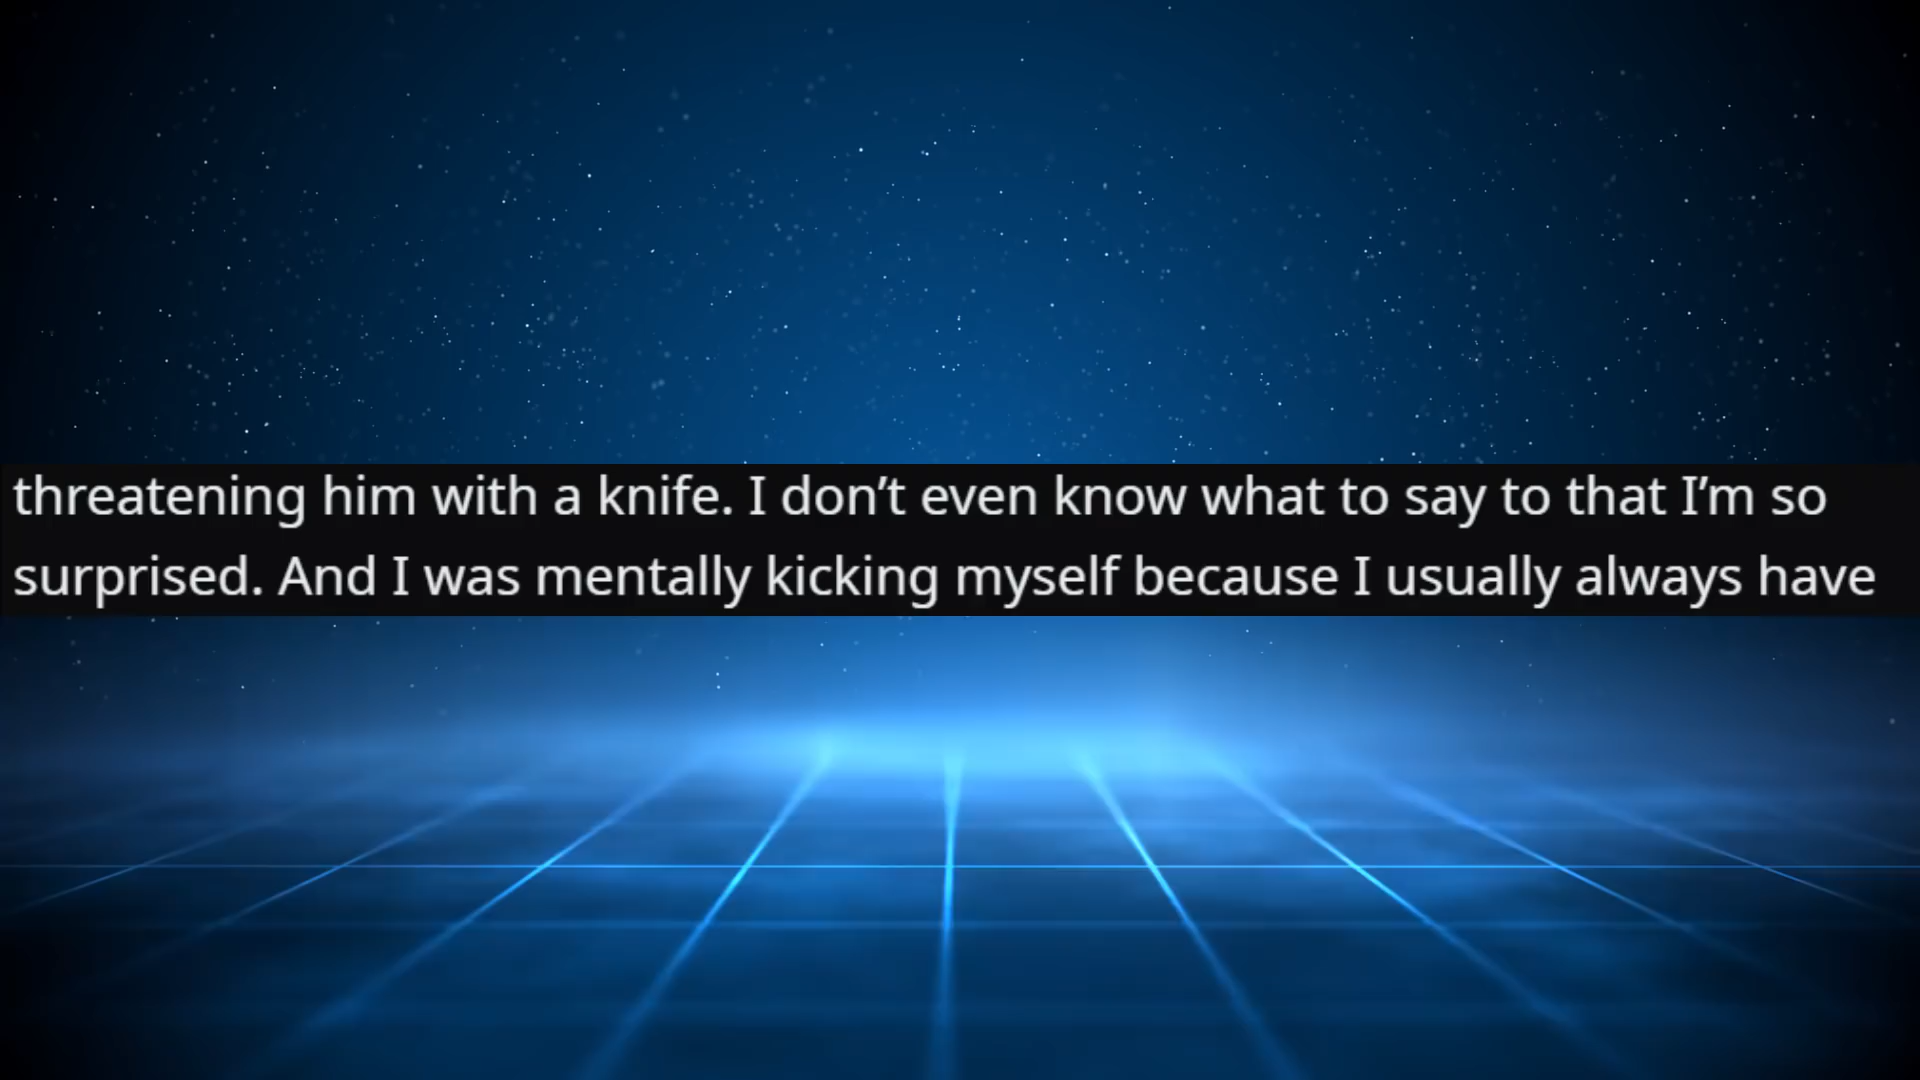 threatening him with a knife. I don’t even know what to say to that I’m so
surprised. And I was mentally kicking myself because I usually always have